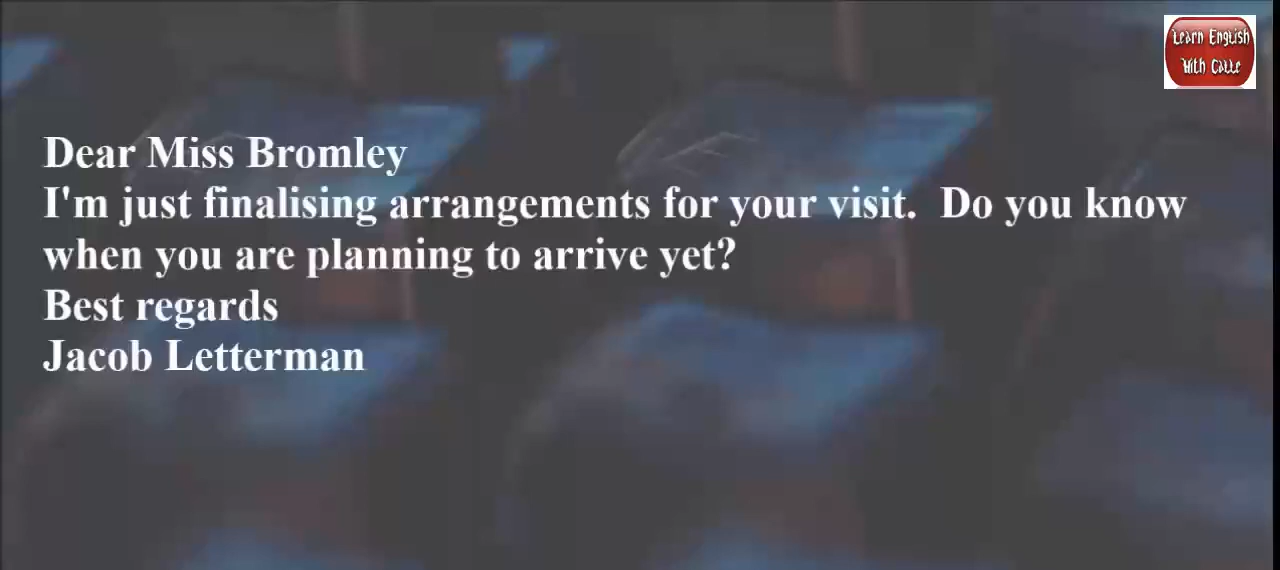 Learn English
With Calle
Dear Miss Bromley
I'm just finalising arrangements for your visit.  Do you know
when you are planning to arrive yet?
Best regards
Jacob Letterman